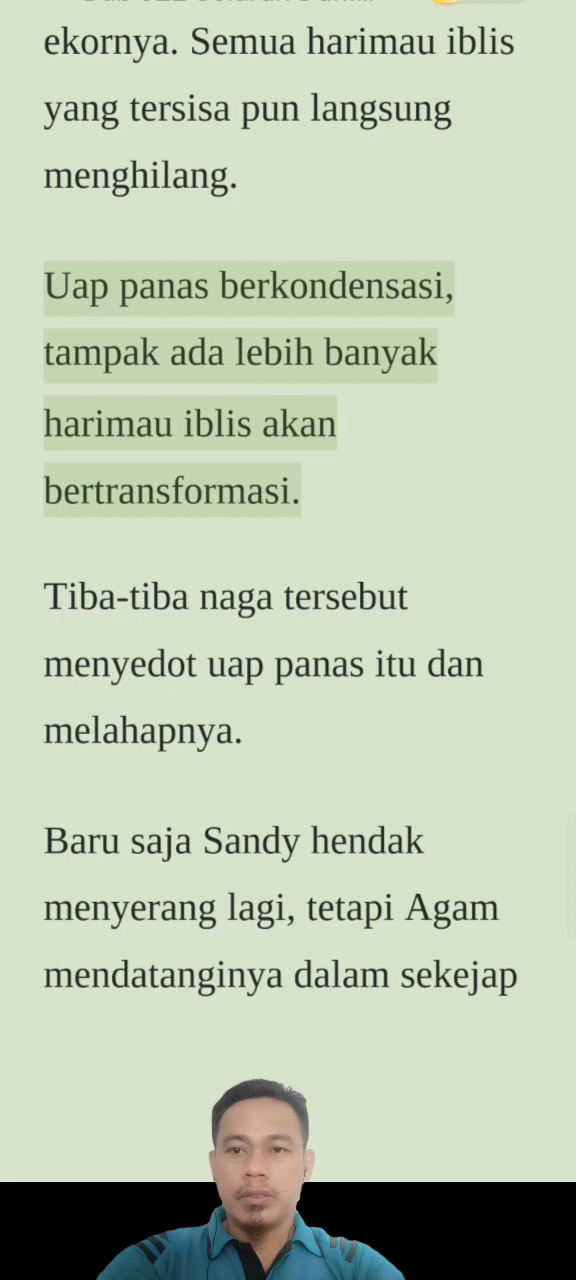 ekornya. Semua harimau iblis
yang tersisa pun langsung
menghilang.
Uap panas berkondensasi,
tampak ada lebih banyak
harimau iblis akan
bertransformasi.
Tiba-tiba naga tersebut
menyedot uap panas itu dan
melahapnya.
Baru saja Sandy hendak
menyerang lagi, tetapi Agam
mendatanginya dalam sekejap